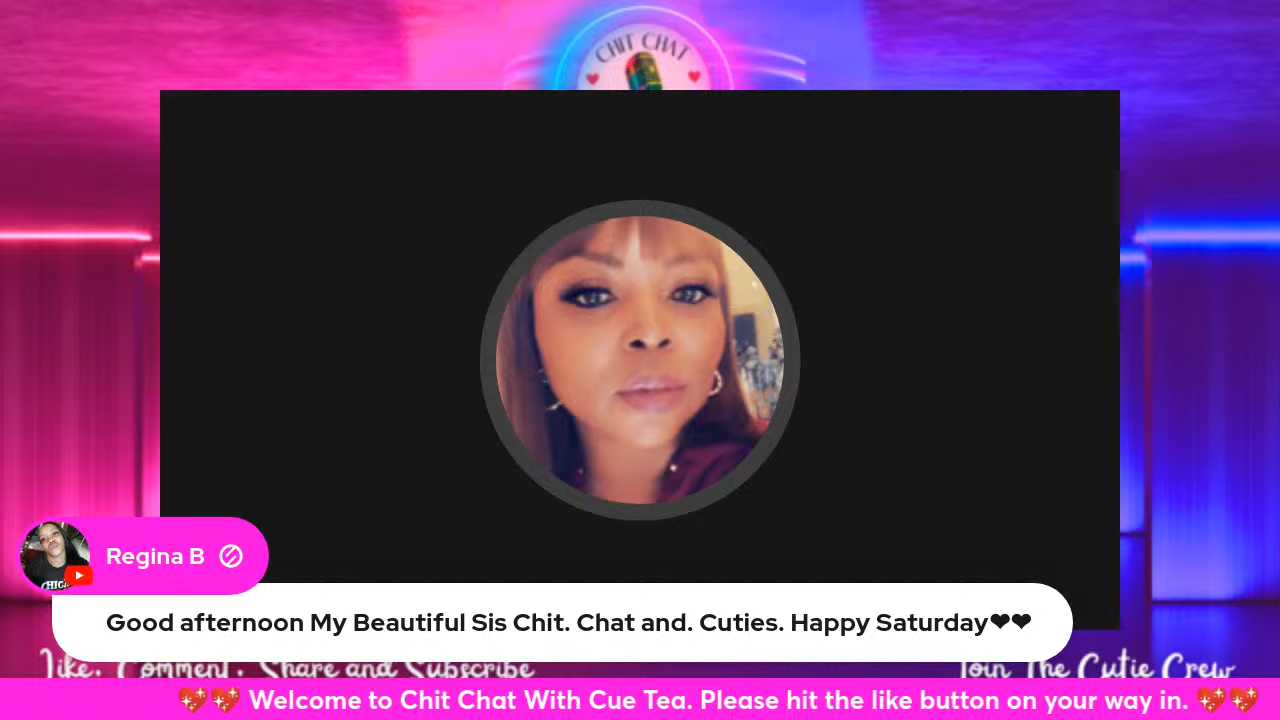 CHIT CHAT
CHIC
Regina B
Good afternoon My Beautiful Sis Chit. Chat and. Cuties. Happy Saturday❤❤
Like. Comment. Share and Subscribe
Join The Cutie Crew
💖💖 Welcome to Chit Chat With Cue Tea. Please hit the like button on your way in. 💖💖